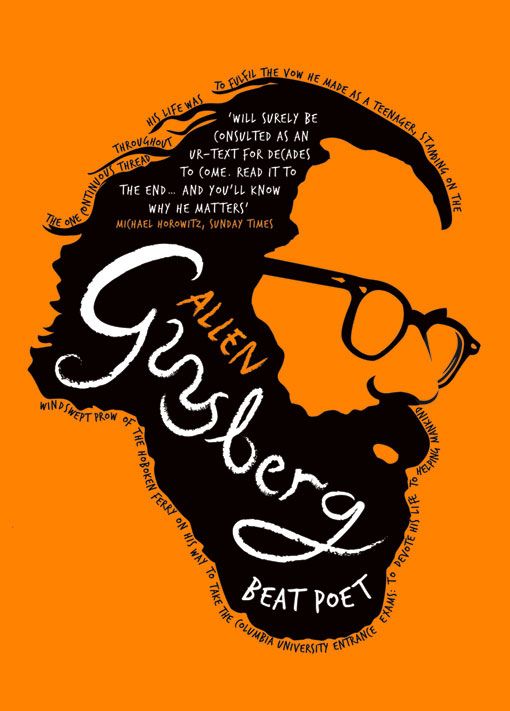 THE ONE CONTINUOUS THREAD
THROUGHOUT
HIS LIFE WAS
TO FULFIL THE VOW HE MADE AS A TEENAGER, STANDING ON THE
'WILL SURELY BE
CONSULTED AS AN
UR-TEXT FOR DECADES
TO COME. READ IT TO
THE END... AND YOU'LL KNOW
WHY HE MATTERS'
MICHAEL HOROWITZ, SUNDAY TIMES
ALLEN
Ginsberg
BEAT POET
WINDSWEPT PROW OF THE HOBOKEN FERRY ON HIS WAY TO TAKE THE COLUMBIA UNIVERSITY ENTRANCE EXAMS: TO DEVOTE HIS LIFE TO HELPING MANKIND